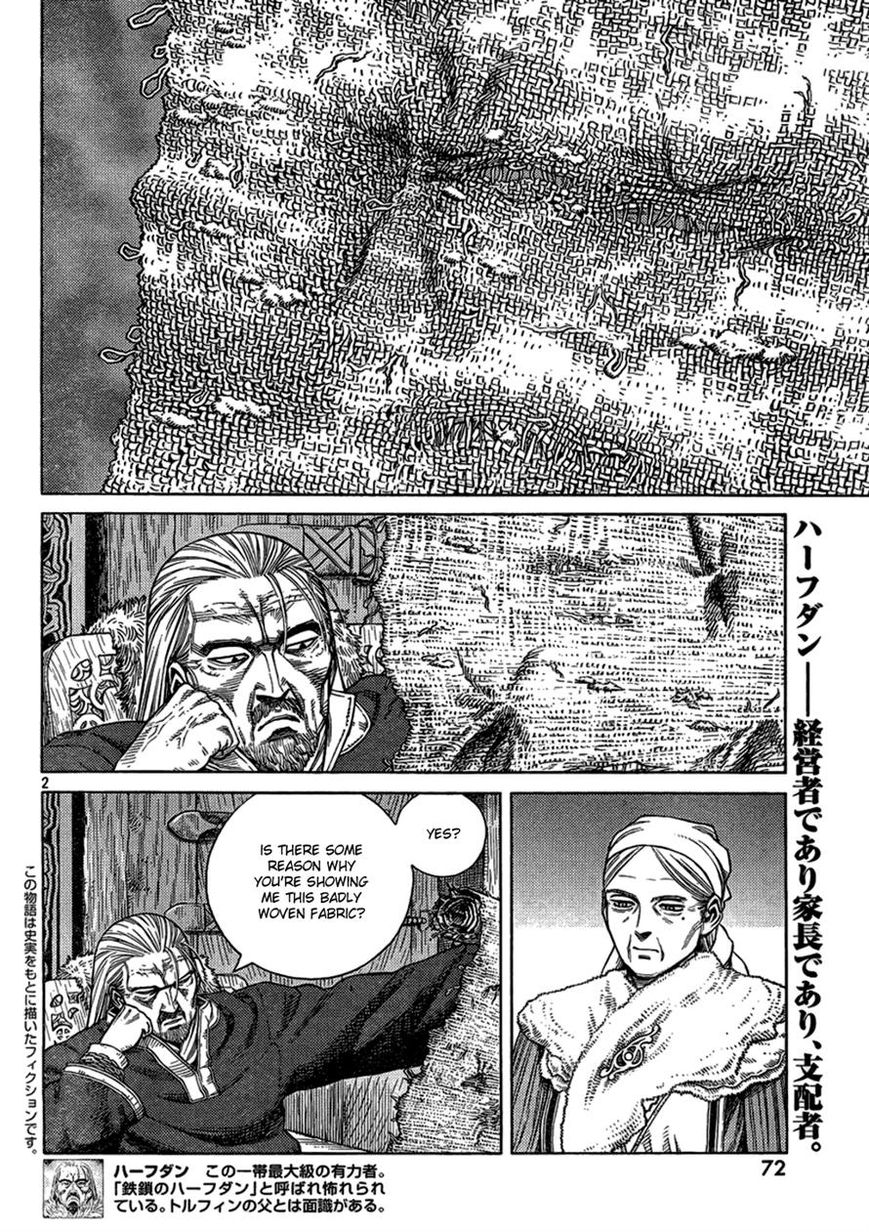 ハーフダン──経営者であり家長であり、支配者。
2
YES?
IS THERE SOME
REASON WHY
YOU'RE SHOWING
ME THIS BADLY
WOVEN FABRIC?
この物語は史実をもとに描いたフィクションです。
ハーフダン この一帯最大級の有力者。
「鉄鎖のハーフダン」と呼ばれ怖れられ
ている。トルフィンの父とは面識がある。
72